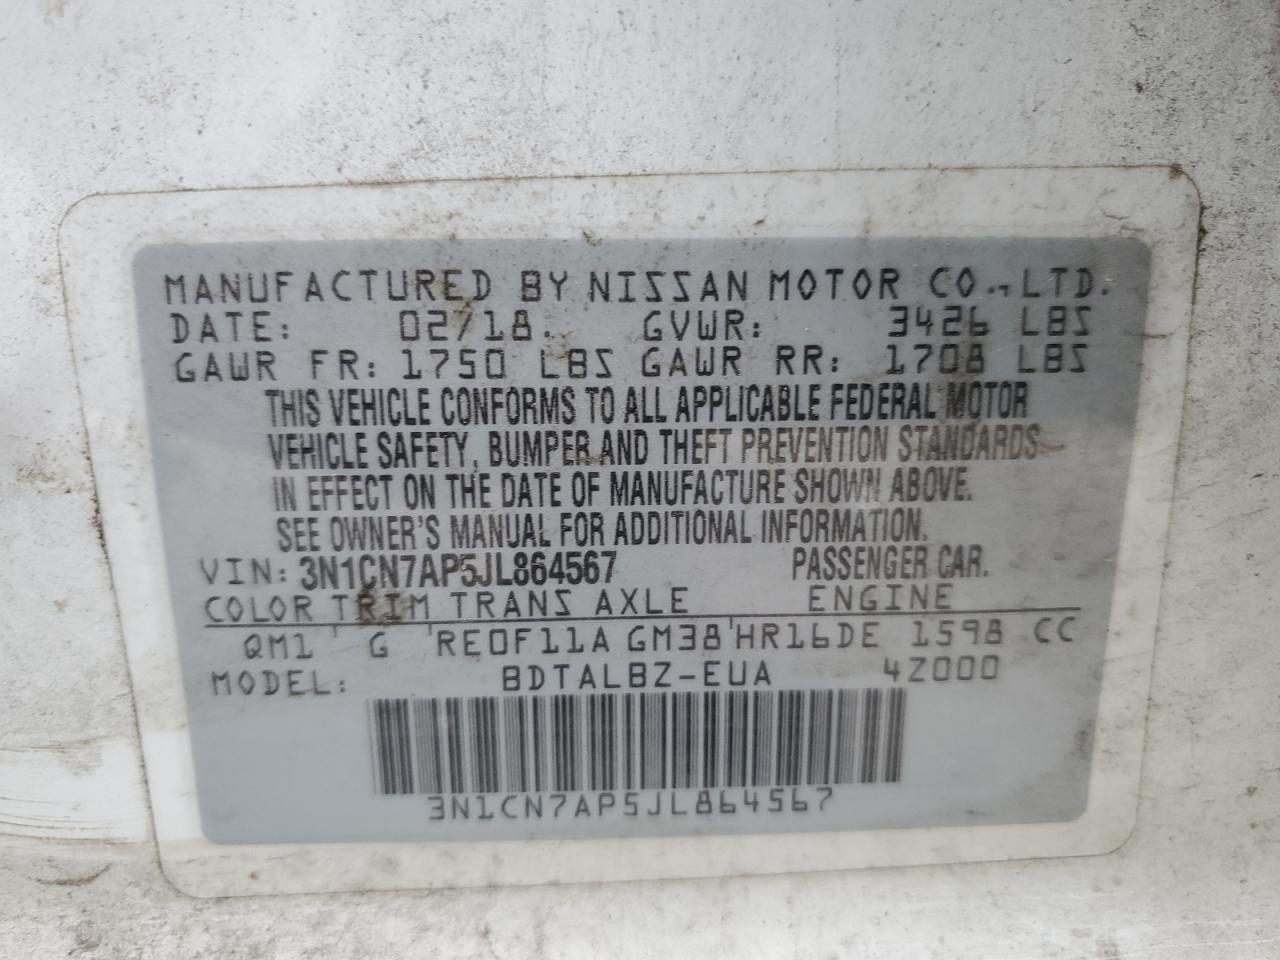 MANUFACTURED BY NISSAN MOTOR CO., LTD.
DATE: 02/18. GVWR: 3426 LBS
GAWR FR: 1750 LBS GAWR RR: 1708 LBS
THIS VEHICLE CONFORMS TO ALL APPLICABLE FEDERAL MOTOR
VEHICLE SAFETY, BUMPER AND THEFT PREVENTION STANDARDS
IN EFFECT ON THE DATE OF MANUFACTURE SHOWN ABOVE.
SEE OWNER'S MANUAL FOR ADDITIONAL INFORMATION.
VIN: 3N1CN7AP5JL864567 PASSENGER CAR.
COLOR TRIM TRANS AXLE ENGINE
QM1 G RE0F11A GM38 HR16DE 1598 CC
MODEL: BDTALBZ-EUA 4Z000
3N1CN7AP5JL864567